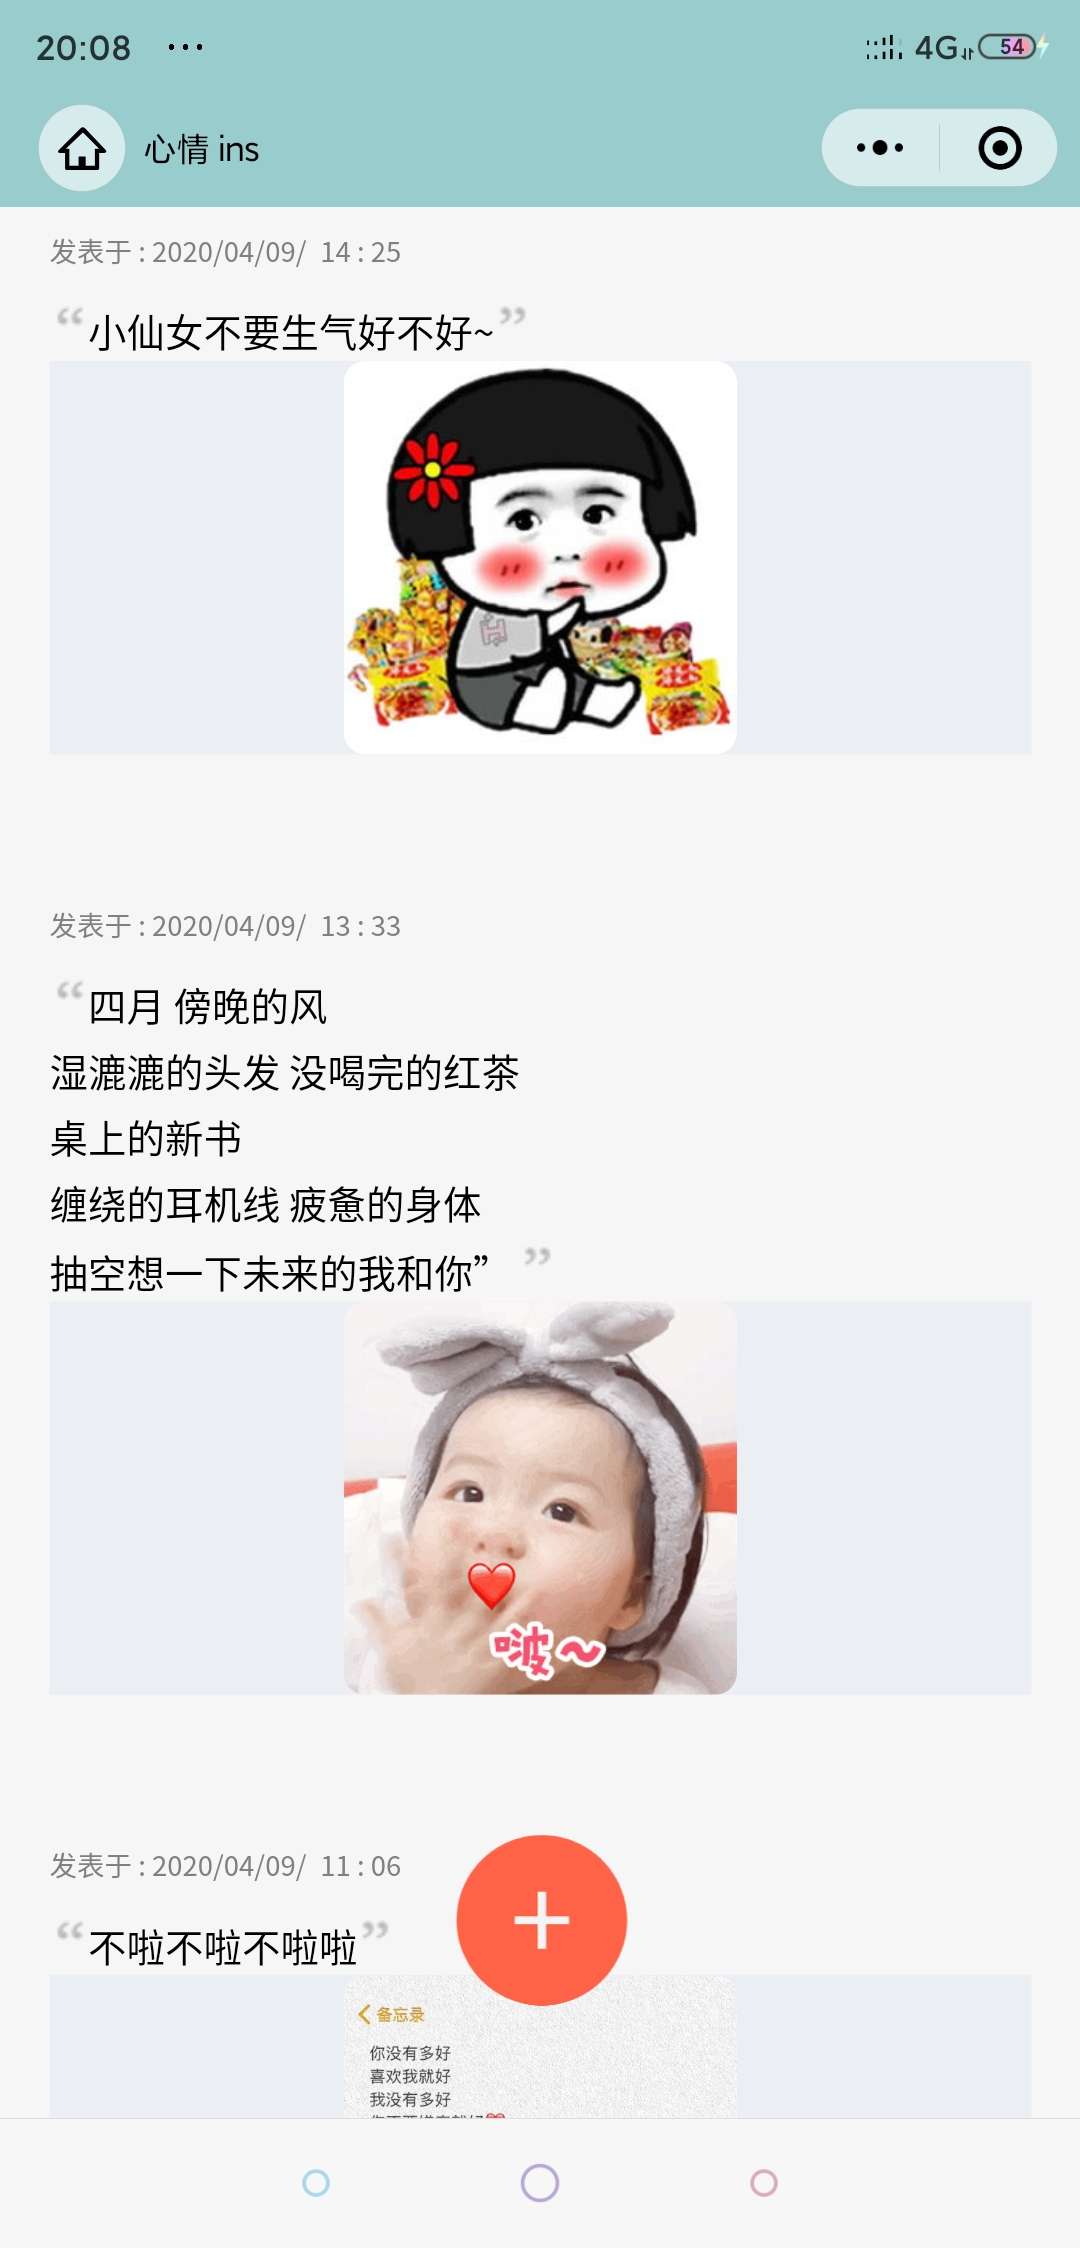 20:08 ...
4G 54
心情 ins
发表于 : 2020/04/09/ 14 : 25
“小仙女不要生气好不好~”
发表于 : 2020/04/09/ 13 : 33
“四月 傍晚的风
湿漉漉的头发 没喝完的红茶
桌上的新书
缠绕的耳机线 疲惫的身体
抽空想一下未来的我和你” ”
啵~
发表于 : 2020/04/09/ 11 : 06
“不啦不啦不啦啦”
备忘录
你没有多好
喜欢我就好
我没有多好